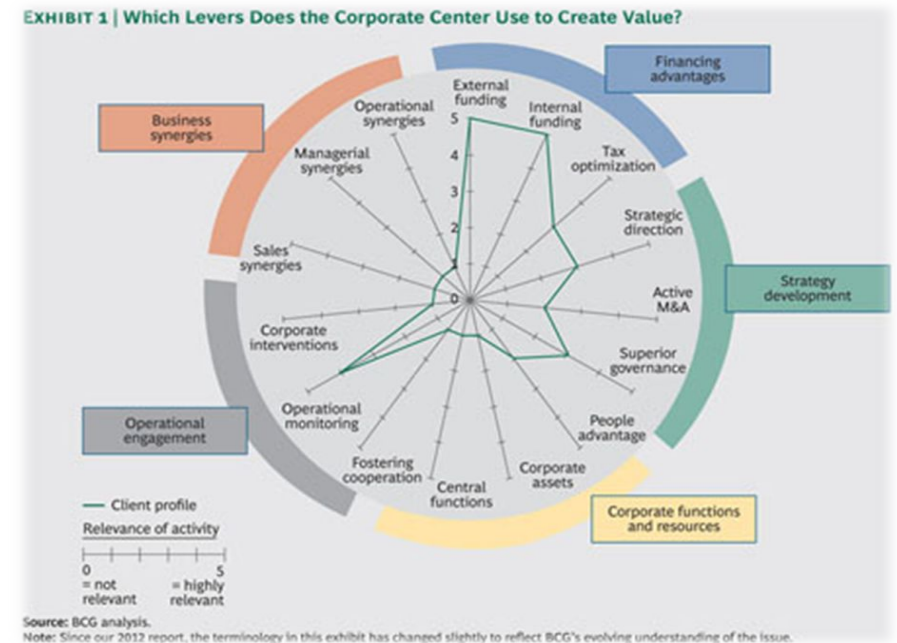 EXHIBIT 1 | Which Levers Does the Corporate Center Use to Create Value?
Financing
advantages
Business
synergies
External
funding
Operational
synergies
Internal
funding
Managerial
synergies
Tax
optimization
Strategic
direction
Sales
synergies
Strategy
development
Active
M&A
Corporate
interventions
Superior
governance
Operational
monitoring
People
advantage
Operational
engagement
Fostering
cooperation
Corporate
assets
Central
functions
Corporate functions
and resources
5
4
3
2
1
0
Client profile
Relevance of activity
0 5
= not = highly
relevant relevant
Source: BCG analysis.
Note: Since our 2012 report, the terminology in this exhibit has changed slightly to reflect BCG's evolving understanding of the issue.